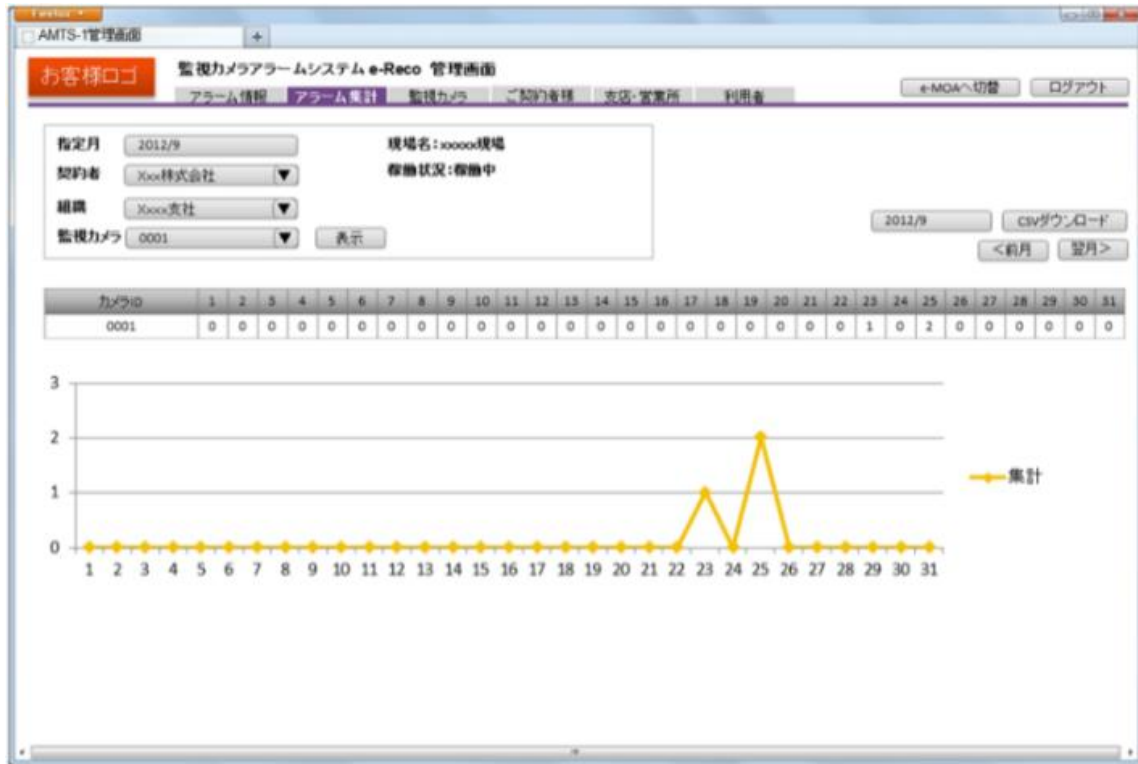 Firefox
AMTS-1管理画面
+
お客様ロゴ
監視カメラアラームシステム e-Reco 管理画面
アラーム情報 アラーム集計 監視カメラ ご契約者様 支店・営業所 利用者
e-MOAへ切替 ログアウト
指定月 2012/9 現場名：xxxxx現場
契約者 Xxx株式会社 ▼ 稼働状況：稼働中
組織 Xxxx支社 ▼
監視カメラ 0001 ▼ 表示
2012/9 CSVダウンロード
＜前月 翌月＞
カメラID 1 2 3 4 5 6 7 8 9 10 11 12 13 14 15 16 17 18 19 20 21 22 23 24 25 26 27 28 29 30 31
0001 0 0 0 0 0 0 0 0 0 0 0 0 0 0 0 0 0 0 0 0 0 0 1 0 2 0 0 0 0 0 0
3
2
1
0
集計
1 2 3 4 5 6 7 8 9 10 11 12 13 14 15 16 17 18 19 20 21 22 23 24 25 26 27 28 29 30 31